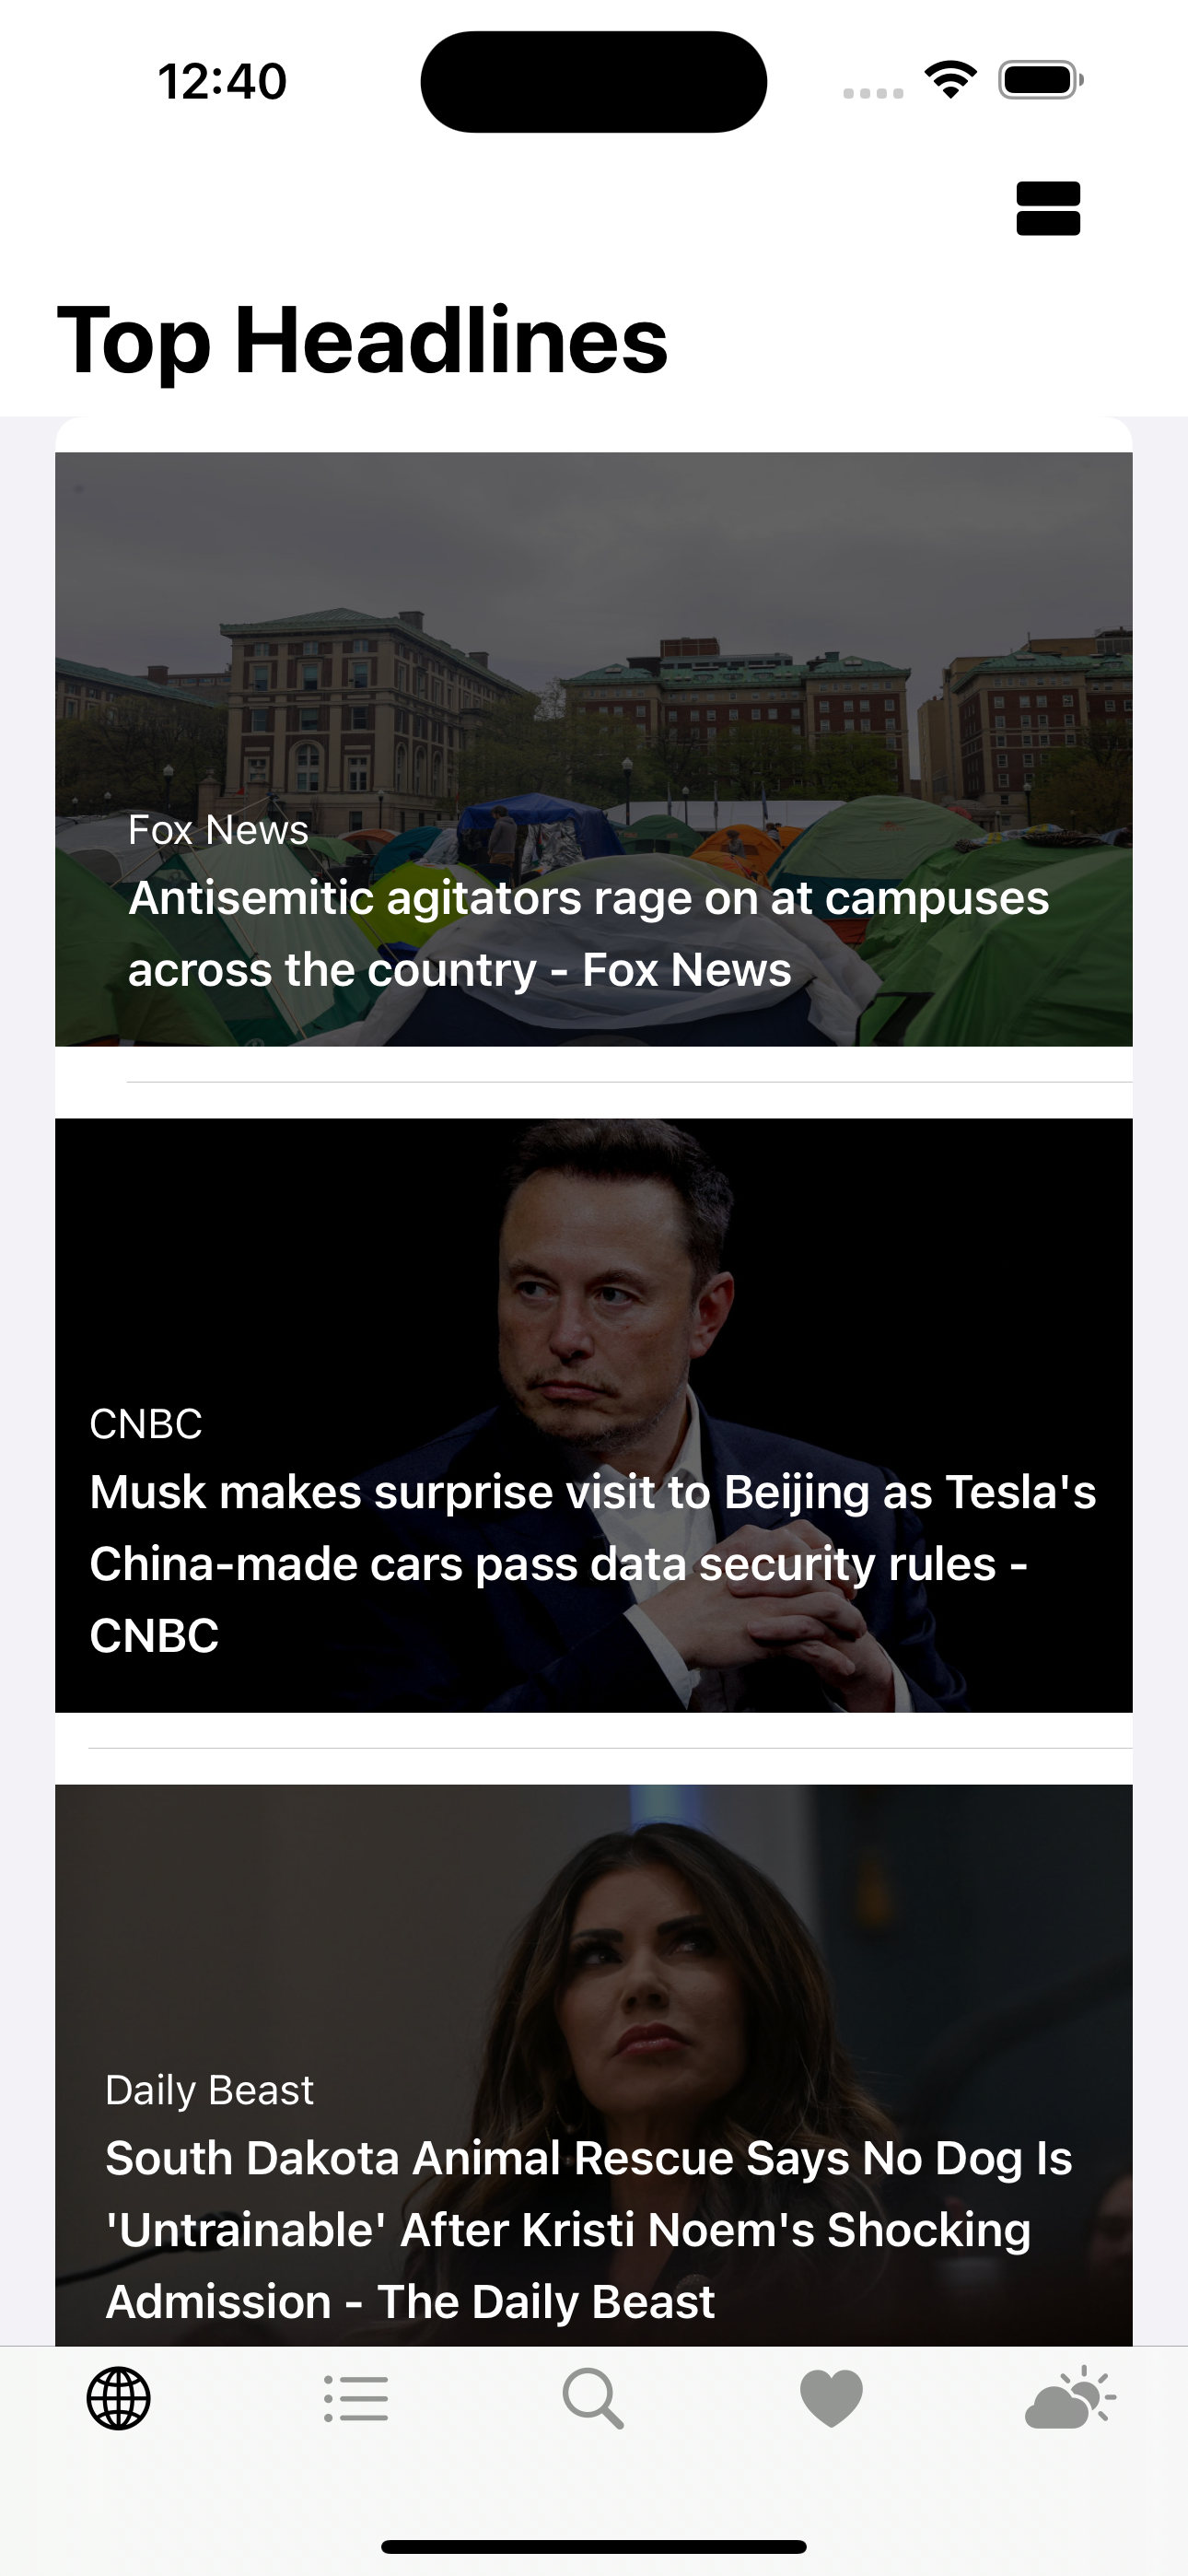 12:40
Top Headlines
Fox News
Antisemitic agitators rage on at campuses
across the country - Fox News
CNBC
Musk makes surprise visit to Beijing as Tesla's
China-made cars pass data security rules -
CNBC
Daily Beast
South Dakota Animal Rescue Says No Dog Is
'Untrainable' After Kristi Noem's Shocking
Admission - The Daily Beast